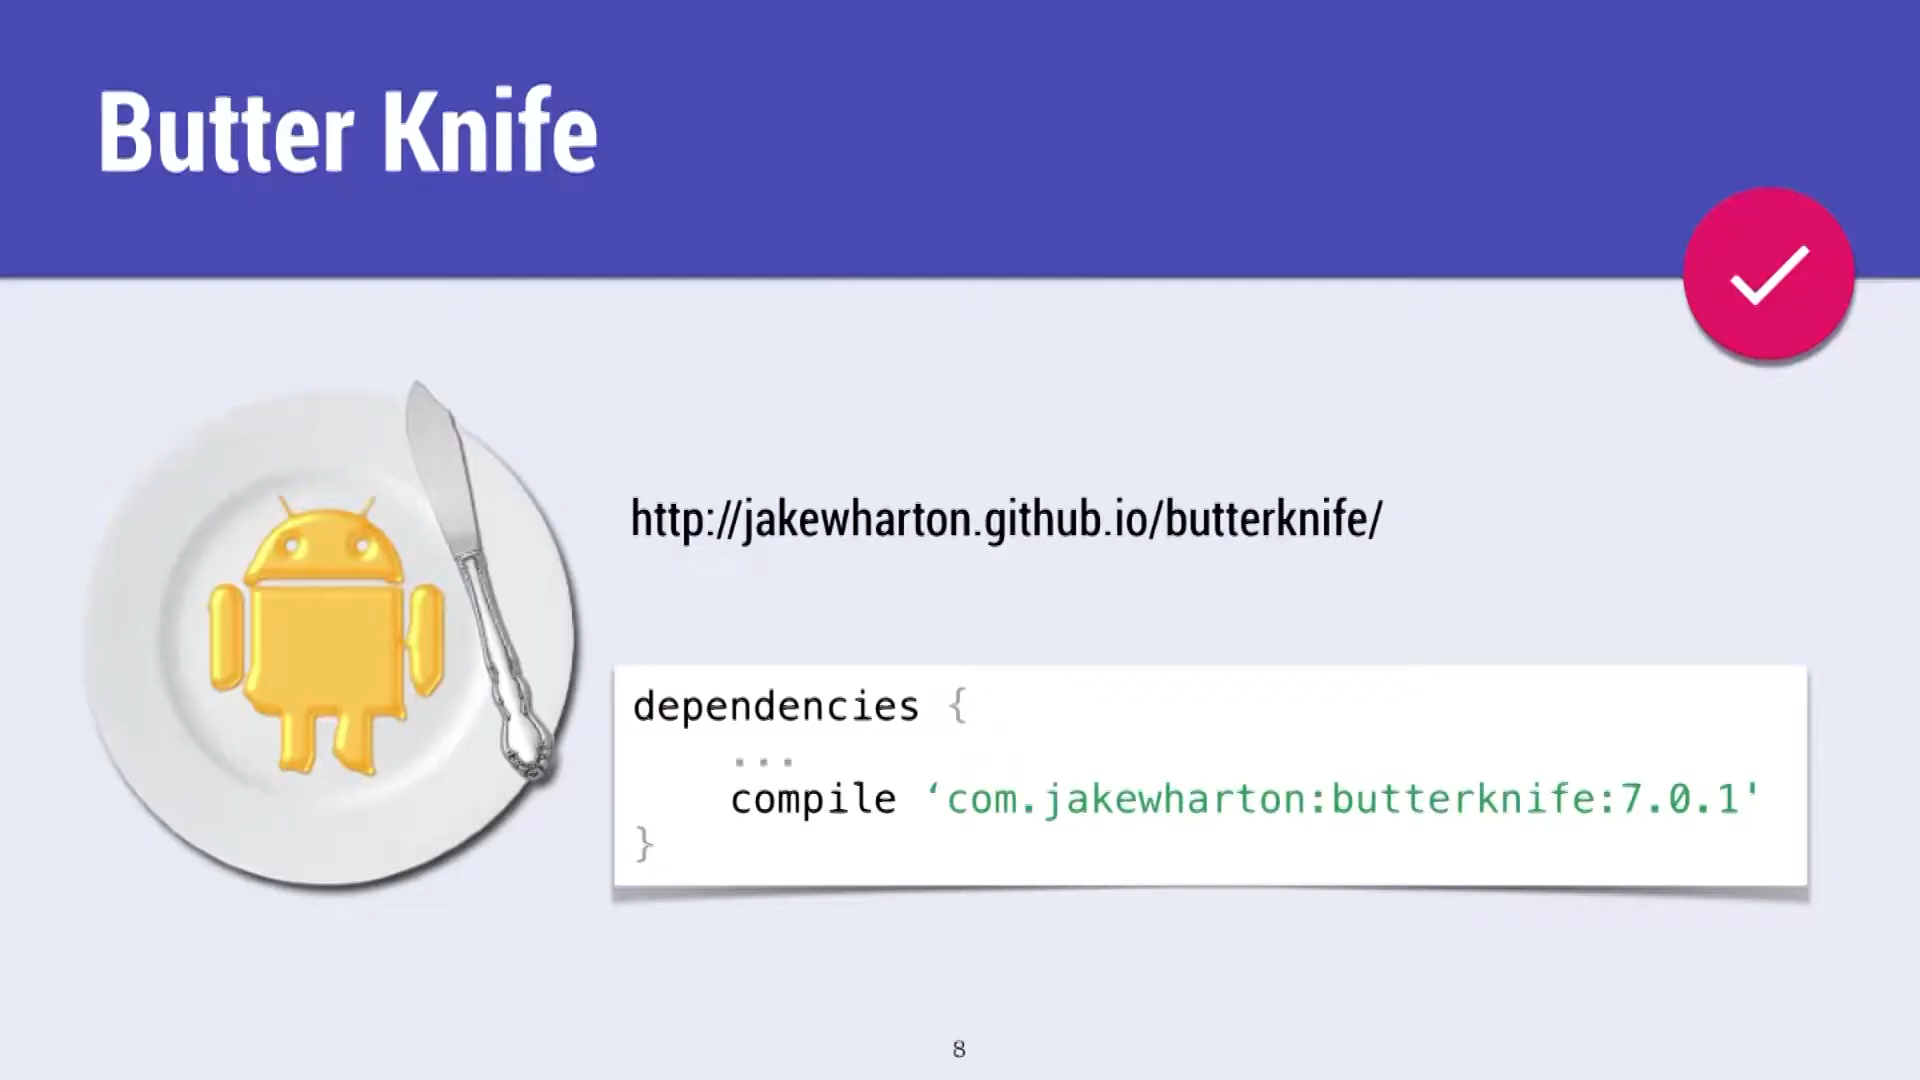 Butter Knife
http://jakewharton.github.io/butterknife/
dependencies {
...
compile ‘com.jakewharton:butterknife:7.0.1'
}
8